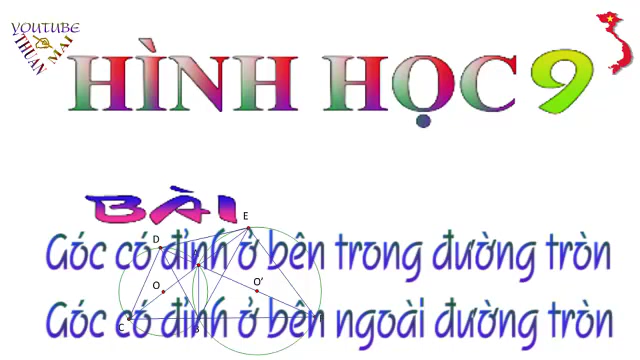 YOUTUBE
THUẬN MAI
HÌNH HỌC 9
BÀI
E
Góc có đỉnh ở bên trong đường tròn
D
O
O'
Góc có đỉnh ở bên ngoài đường tròn
C
B